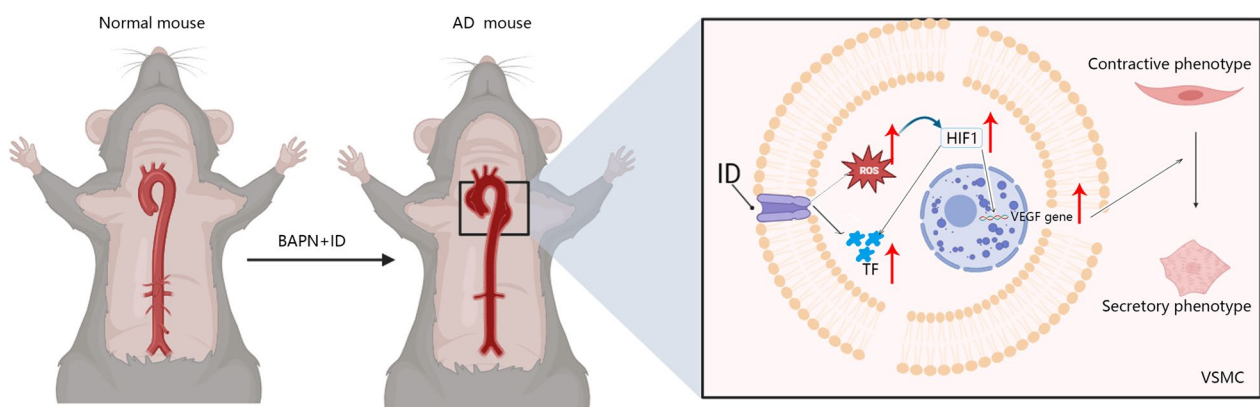 Normal mouse
AD mouse
BAPN+ID
Contractive phenotype
HIF1
ROS
ID
VEGF gene
TF
Secretory phenotype
VSMC